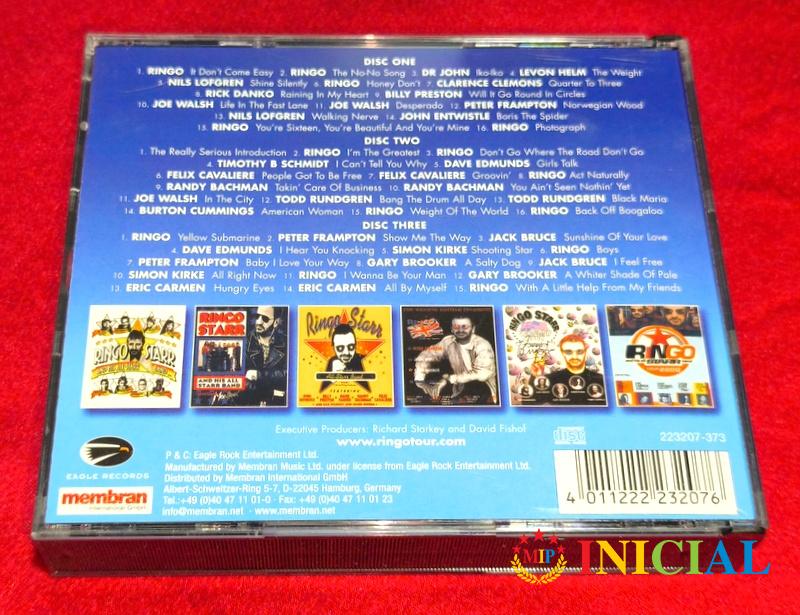 DISC ONE
1. RINGO It Don't Come Easy 2. RINGO The No-No Song 3. DR JOHN Iko-Iko 4. LEVON HELM The Weight
5. NILS LOFGREN Shine Silently 6. RINGO Honey Don't 7. CLARENCE CLEMONS Quarter To Three
8. RICK DANKO Raining In My Heart 9. BILLY PRESTON Will It Go Round In Circles
10. JOE WALSH Life In The Fast Lane 11. JOE WALSH Desperado 12. PETER FRAMPTON Norwegian Wood
13. NILS LOFGREN Walking Nerve 14. JOHN ENTWISTLE Boris The Spider
15. RINGO You're Sixteen, You're Beautiful And You're Mine 16. RINGO Photograph
DISC TWO
1. The Really Serious Introduction 2. RINGO I'm The Greatest 3. RINGO Don't Go Where The Road Don't Go
4. TIMOTHY B SCHMIDT I Can't Tell You Why 5. DAVE EDMUNDS Girls Talk
6. FELIX CAVALIERE People Got To Be Free 7. FELIX CAVALIERE Groovin' 8. RINGO Act Naturally
9. RANDY BACHMAN Takin' Care Of Business 10. RANDY BACHMAN You Ain't Seen Nothin' Yet
11. JOE WALSH In The City 12. TODD RUNDGREN Bang The Drum All Day 13. TODD RUNDGREN Black Maria
14. BURTON CUMMINGS American Woman 15. RINGO Weight Of The World 16. RINGO Back Off Boogaloo
DISC THREE
1. RINGO Yellow Submarine 2. PETER FRAMPTON Show Me The Way 3. JACK BRUCE Sunshine Of Your Love
4. DAVE EDMUNDS I Hear You Knocking 5. SIMON KIRKE Shooting Star 6. RINGO Boys
7. PETER FRAMPTON Baby I Love Your Way 8. GARY BROOKER A Salty Dog 9. JACK BRUCE I Feel Free
10. SIMON KIRKE All Right Now 11. RINGO I Wanna Be Your Man 12. GARY BROOKER A Whiter Shade Of Pale
13. ERIC CARMEN Hungry Eyes 14. ERIC CARMEN All By Myself 15. RINGO With A Little Help From My Friends
RINGO STARR
RINGO STARR
AND HIS ALL STARR BAND
Ringo Starr
All-Starr Band
FEATURING
RINGO STARR
RINGO
Executive Producers: Richard Starkey and David Fishof
www.ringotour.com
223207-373
EAGLE RECORDS
membran
International GmbH
P & C: Eagle Rock Entertainment Ltd.
Manufactured by Membran Music Ltd. under license from Eagle Rock Entertainment Ltd.
Distributed by Membran International GmbH
Albert-Schweitzer-Ring 5-7, D-22045 Hamburg, Germany
Tel.:+49 (0)40 47 11 01-0 · Fax: +49 (0)40 47 11 01 23
info@membran.net · www.membran.net
4 011222 232076
MIP INICIAL